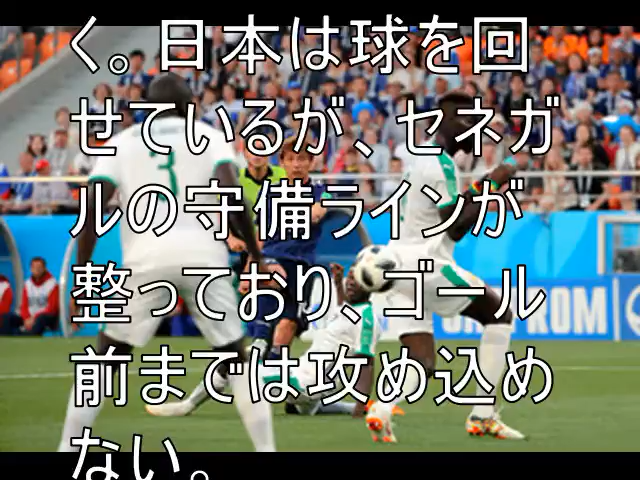 く。日本は球を回
せているが、セネガ
ルの守備ラインが
整っており、ゴール
前までは攻め込め
ない。
3